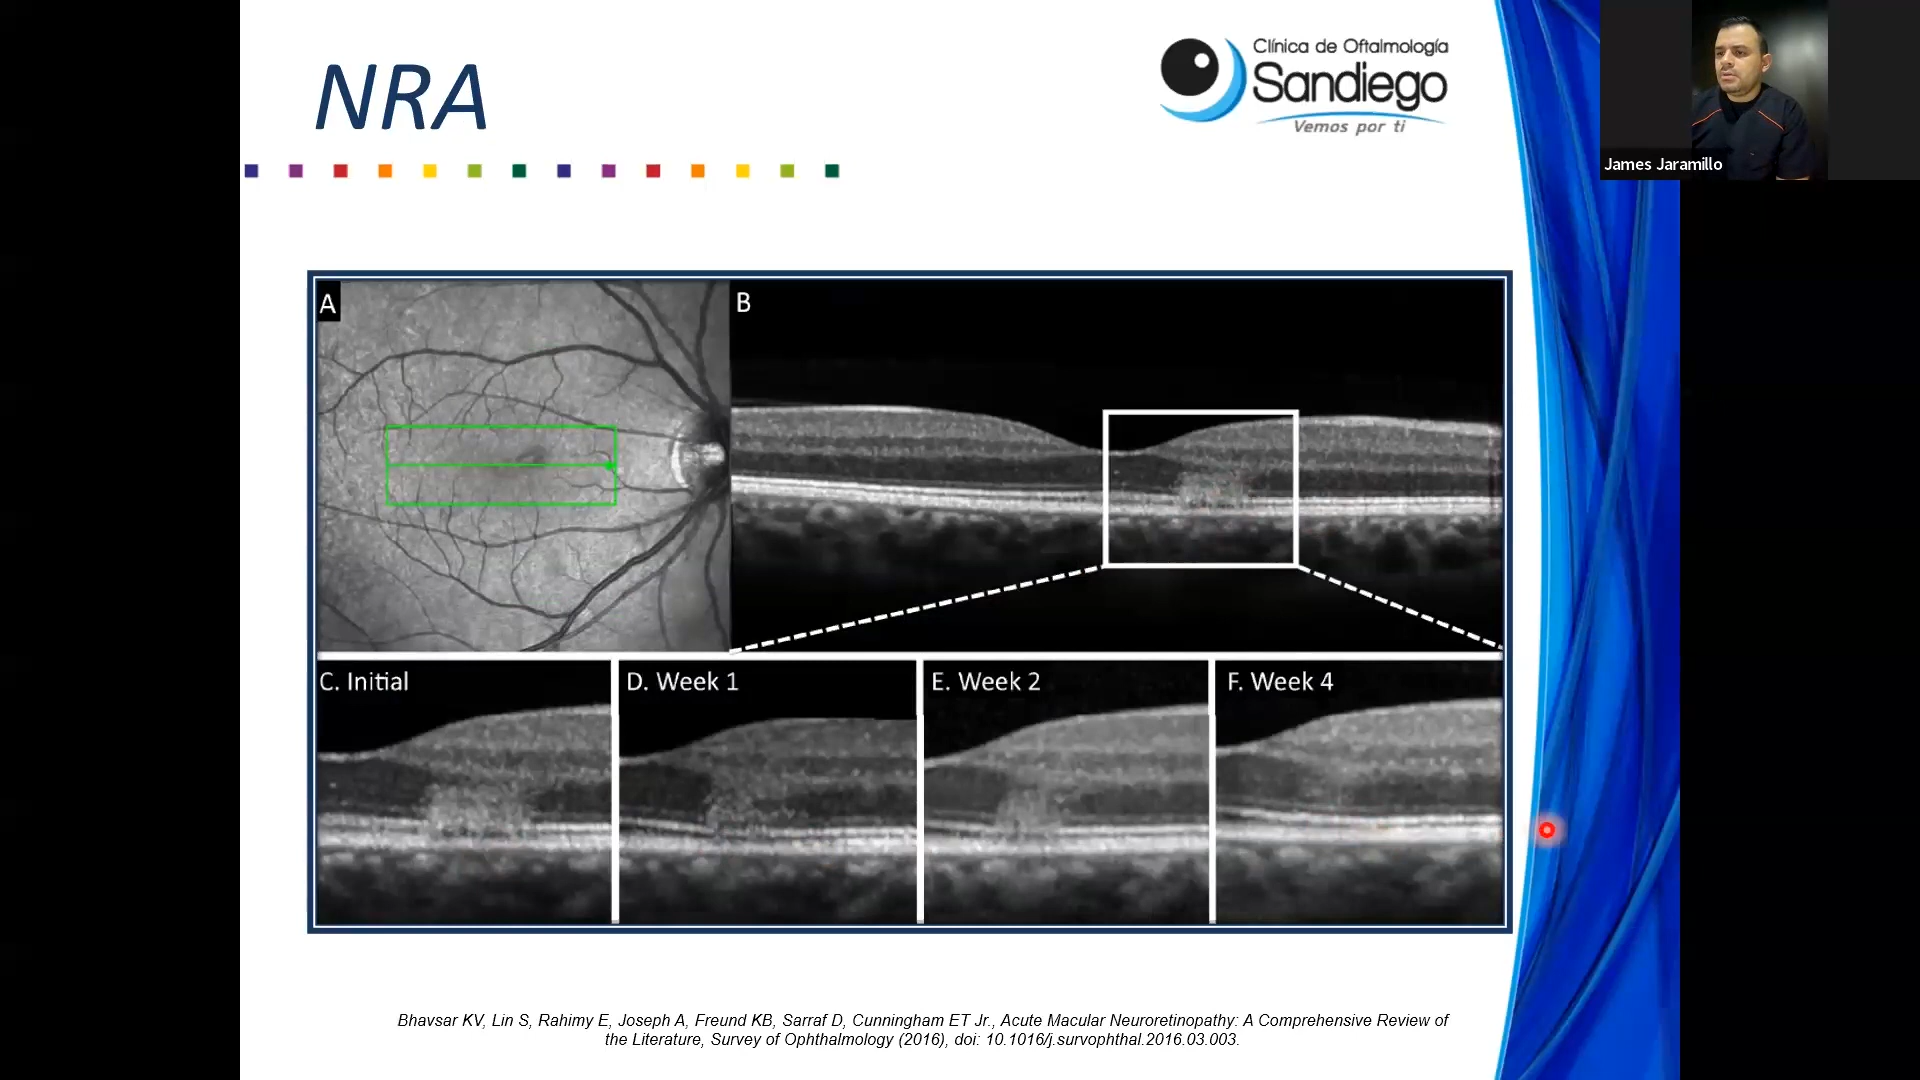 NRA
Clínica de Oftalmología
Sandiego
Vemos por ti
James Jaramillo
A
B
C. Initial
D. Week 1
E. Week 2
F. Week 4
Bhavsar KV, Lin S, Rahimy E, Joseph A, Freund KB, Sarraf D, Cunningham ET Jr., Acute Macular Neuroretinopathy: A Comprehensive Review of
the Literature, Survey of Ophthalmology (2016), doi: 10.1016/j.survophthal.2016.03.003.